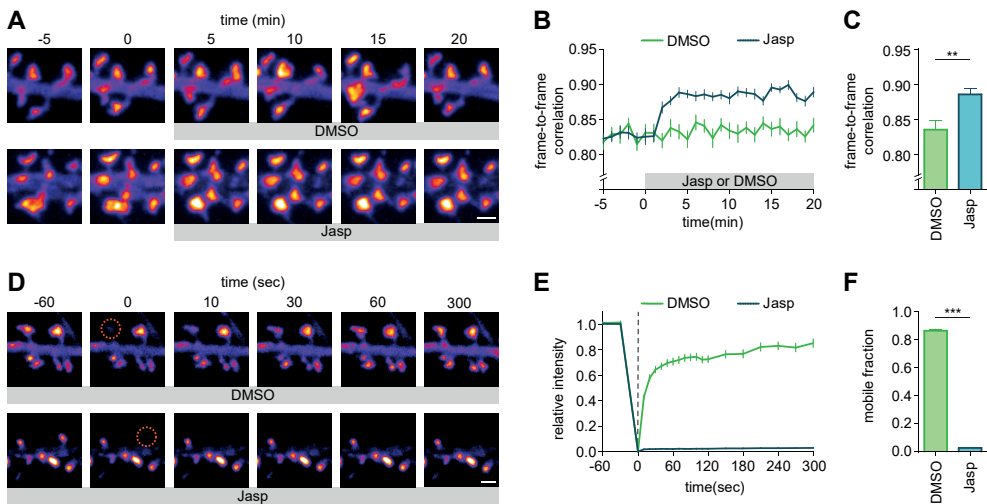 A
time (min)
-5 0 5 10 15 20
DMSO
Jasp
B
DMSO Jasp
frame-to-frame
correlation
0.95
0.90
0.85
0.80
Jasp or DMSO
-5 0 5 10 15 20
time(min)
C
frame-to-frame
correlation
0.95
0.90
0.85
0.80
**
DMSO
Jasp
D
time (sec)
-60 0 10 30 60 300
DMSO
Jasp
E
DMSO Jasp
relative intensity
1.0
0.8
0.6
0.4
0.2
0.0
-60 0 60 120 180 240 300
time(sec)
F
mobile fraction
1.0
0.8
0.6
0.4
0.2
0.0
***
DMSO
Jasp